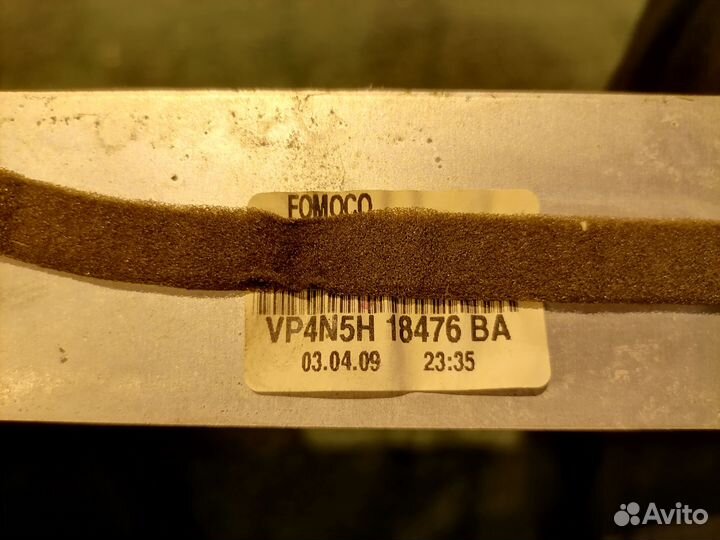 FOMOCO
VP4N5H 18476 BA
03.04.09 23:35
Avito